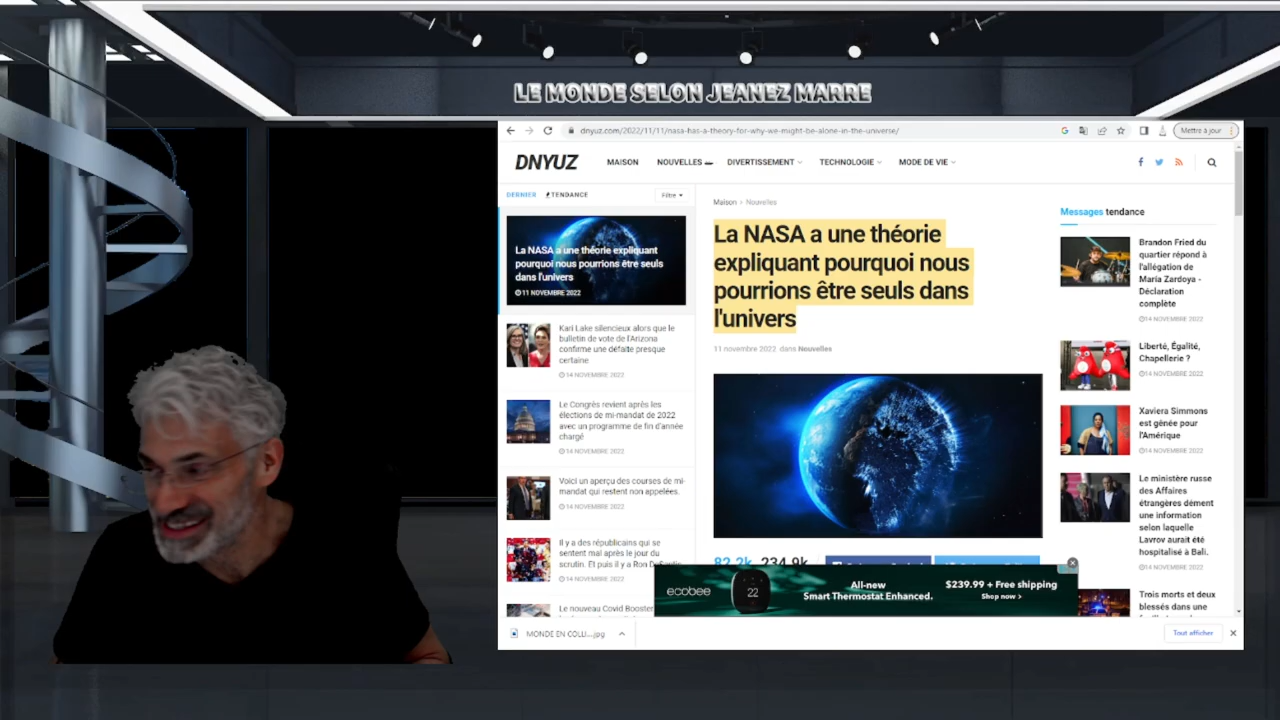 LE MONDE SELON JEANEZ MARRE
dnyuz.com/2022/11/11/nasa-has-a-theory-for-why-we-might-be-alone-in-the-universe/
Mettre à jour
DNYUZ
MAISON
NOUVELLES
DIVERTISSEMENT
TECHNOLOGIE
MODE DE VIE
DERNIER
TENDANCE
Filtre
La NASA a une théorie expliquant
pourquoi nous pourrions être seuls
dans l'univers
11 NOVEMBRE 2022
Kari Lake silencieux alors que le
bulletin de vote de l'Arizona
confirme une défaite presque
certaine
14 NOVEMBRE 2022
Le Congrès revient après les
élections de mi-mandat de 2022
avec un programme de fin d'année
chargé
14 NOVEMBRE 2022
Voici un aperçu des courses de mi-
mandat qui restent non appelées.
14 NOVEMBRE 2022
Il y a des républicains qui se
sentent mal après le jour du
scrutin. Et puis il y a Ron DeSantis
14 NOVEMBRE 2022
Le nouveau Covid Booster
Maison > Nouvelles
La NASA a une théorie
expliquant pourquoi nous
pourrions être seuls dans
l'univers
11 novembre 2022 dans Nouvelles
82.2k 234.9k
ecobee
22
All-new
Smart Thermostat Enhanced.
$239.99 + Free shipping
Shop now >
Messages tendance
Brandon Fried du
quartier répond à
l'allégation de
María Zardoya -
Déclaration
complète
14 NOVEMBRE 2022
Liberté, Égalité,
Chapellerie ?
14 NOVEMBRE 2022
Xaviera Simmons
est gênée pour
l'Amérique
14 NOVEMBRE 2022
Le ministère russe
des Affaires
étrangères dément
une information
selon laquelle
Lavrov aurait été
hospitalisé à Bali.
14 NOVEMBRE 2022
Trois morts et deux
blessés dans une
MONDE EN COLLI....jpg
Tout afficher